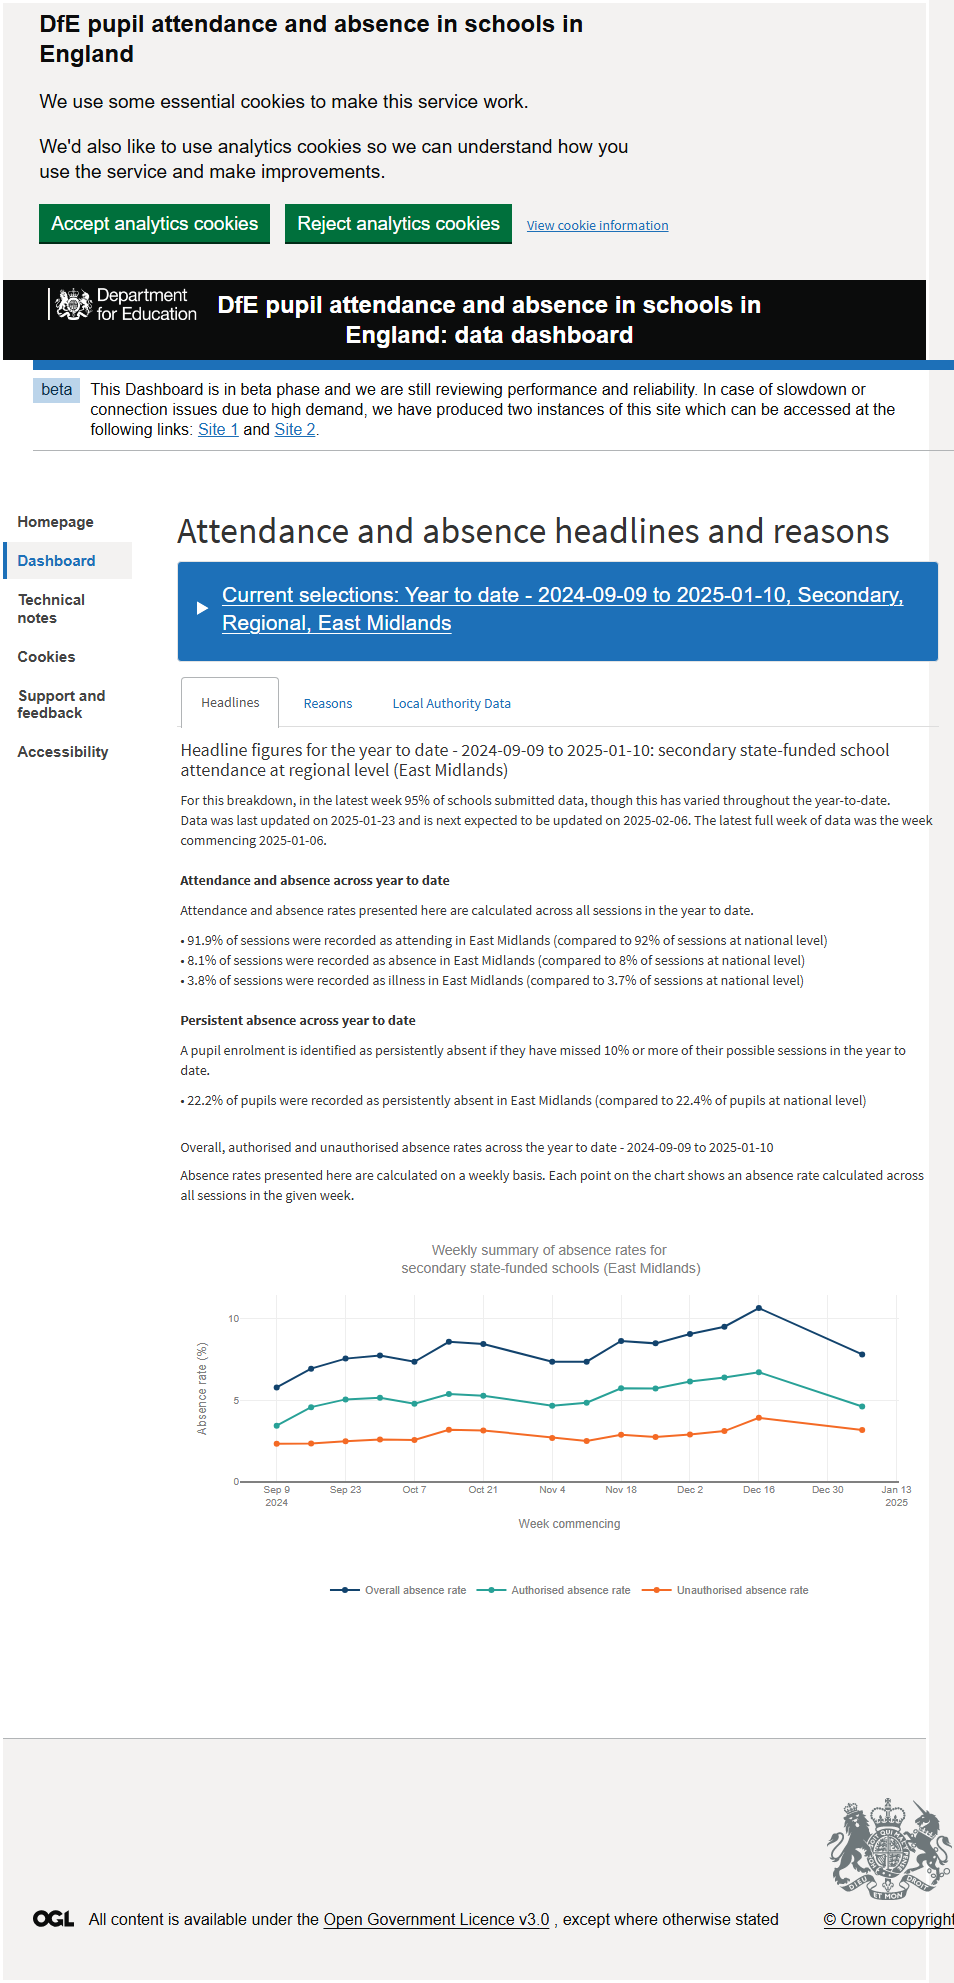 DfE pupil attendance and absence in schools in
England
We use some essential cookies to make this service work.
We'd also like to use analytics cookies so we can understand how you
use the service and make improvements.
Accept analytics cookies
Reject analytics cookies
View cookie information
Department
for Education
DfE pupil attendance and absence in schools in
England: data dashboard
beta
This Dashboard is in beta phase and we are still reviewing performance and reliability. In case of slowdown or
connection issues due to high demand, we have produced two instances of this site which can be accessed at the
following links: Site 1 and Site 2.
Homepage
Dashboard
Technical
notes
Cookies
Support and
feedback
Accessibility
Attendance and absence headlines and reasons
Current selections: Year to date - 2024-09-09 to 2025-01-10, Secondary,
Regional, East Midlands
Headlines
Reasons
Local Authority Data
Headline figures for the year to date - 2024-09-09 to 2025-01-10: secondary state-funded school
attendance at regional level (East Midlands)
For this breakdown, in the latest week 95% of schools submitted data, though this has varied throughout the year-to-date.
Data was last updated on 2025-01-23 and is next expected to be updated on 2025-02-06. The latest full week of data was the week
commencing 2025-01-06.
Attendance and absence across year to date
Attendance and absence rates presented here are calculated across all sessions in the year to date.
• 91.9% of sessions were recorded as attending in East Midlands (compared to 92% of sessions at national level)
• 8.1% of sessions were recorded as absence in East Midlands (compared to 8% of sessions at national level)
• 3.8% of sessions were recorded as illness in East Midlands (compared to 3.7% of sessions at national level)
Persistent absence across year to date
A pupil enrolment is identified as persistently absent if they have missed 10% or more of their possible sessions in the year to
date.
• 22.2% of pupils were recorded as persistently absent in East Midlands (compared to 22.4% of pupils at national level)
Overall, authorised and unauthorised absence rates across the year to date - 2024-09-09 to 2025-01-10
Absence rates presented here are calculated on a weekly basis. Each point on the chart shows an absence rate calculated across
all sessions in the given week.
Weekly summary of absence rates for
secondary state-funded schools (East Midlands)
Absence rate (%)
10
5
0
Sep 9 Sep 23 Oct 7 Oct 21 Nov 4 Nov 18 Dec 2 Dec 16 Dec 30 Jan 13
2024 2025
Week commencing
Overall absence rate Authorised absence rate Unauthorised absence rate
DIEU ET MON DROIT
OGL All content is available under the Open Government Licence v3.0 , except where otherwise stated
© Crown copyright